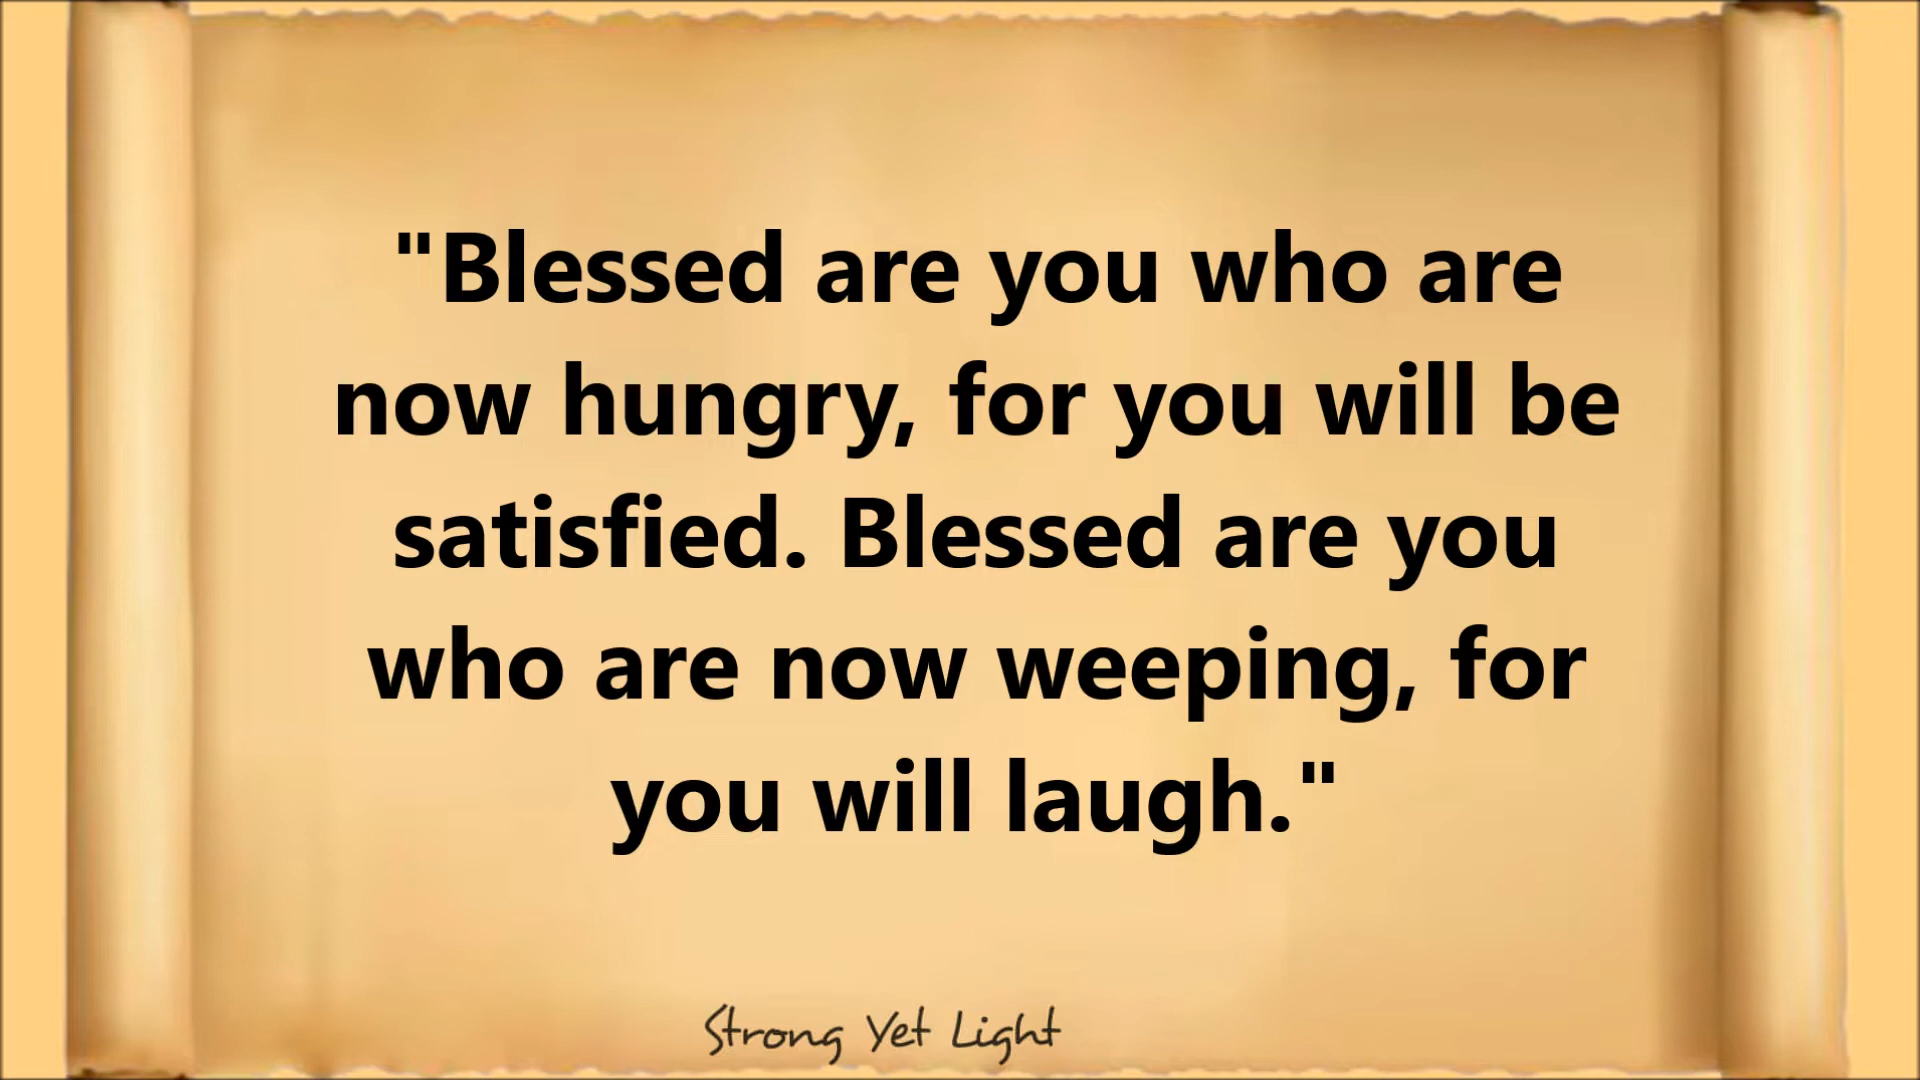 "Blessed are you who are
now hungry, for you will be
satisfied. Blessed are you
who are now weeping, for
you will laugh."
Strong Yet Light